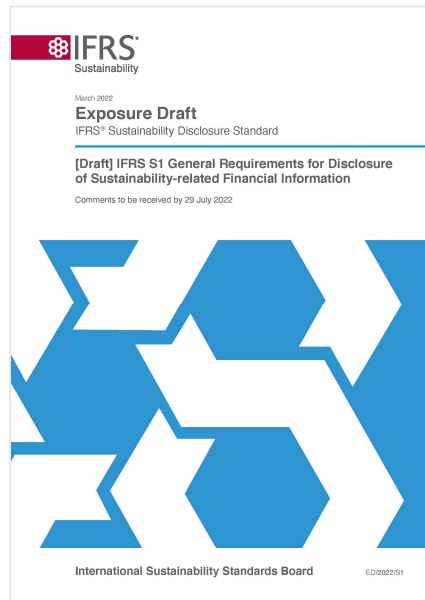 IFRS®
Sustainability
March 2022
Exposure Draft
IFRS® Sustainability Disclosure Standard
[Draft] IFRS S1 General Requirements for Disclosure
of Sustainability-related Financial Information
Comments to be received by 29 July 2022
International Sustainability Standards Board
ED/2022/S1